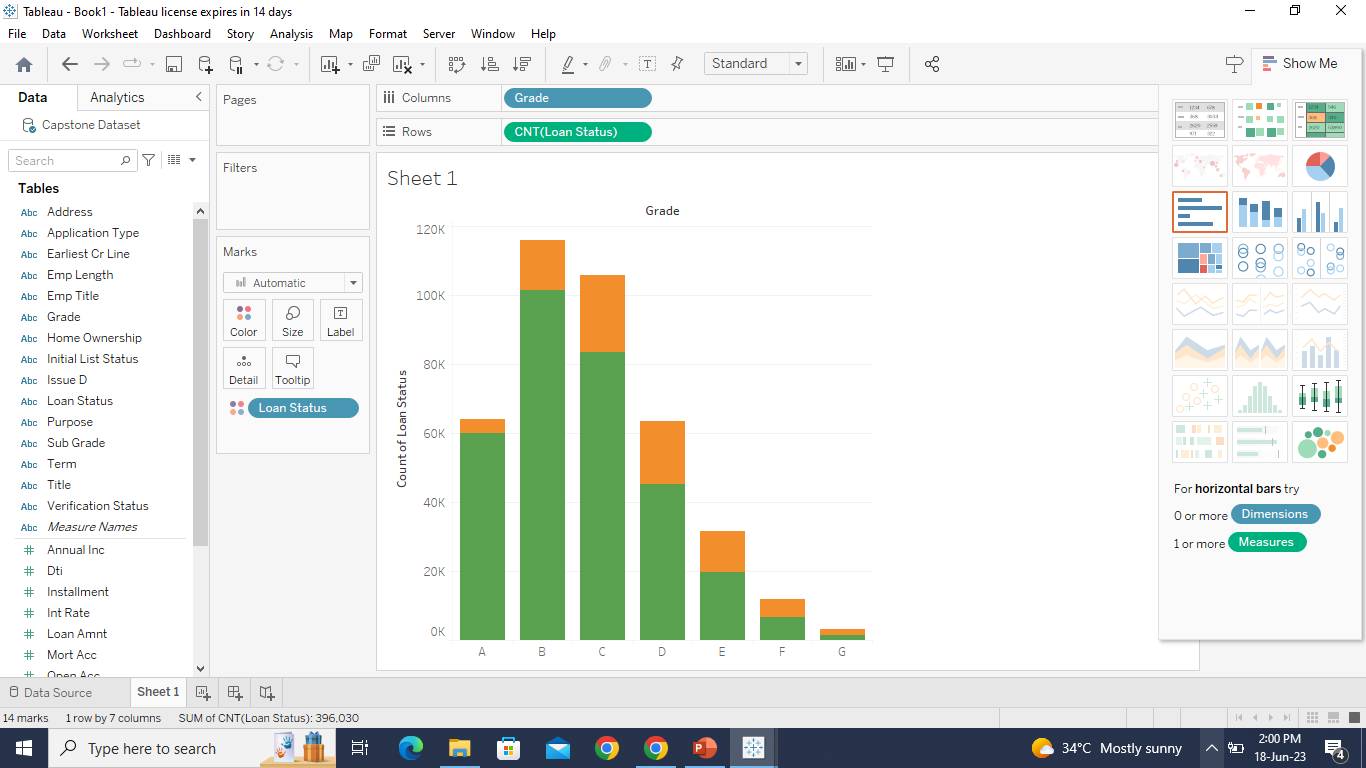 Tableau - Book1 - Tableau license expires in 14 days
File Data Worksheet Dashboard Story Analysis Map Format Server Window Help
Standard
Show Me
Data Analytics
Capstone Dataset
Search
Tables
Abc Address
Abc Application Type
Abc Earliest Cr Line
Abc Emp Length
Abc Emp Title
Abc Grade
Abc Home Ownership
Abc Initial List Status
Abc Issue D
Abc Loan Status
Abc Purpose
Abc Sub Grade
Abc Term
Abc Title
Abc Verification Status
Abc Measure Names
# Annual Inc
# Dti
# Installment
# Int Rate
# Loan Amnt
# Mort Acc
# Open Acc
Pages
Filters
Marks
Automatic
Color Size Label
Detail Tooltip
Loan Status
Columns Grade
Rows CNT(Loan Status)
Sheet 1
Grade
Count of Loan Status
120K
100K
80K
60K
40K
20K
0K
A B C D E F G
For horizontal bars try
0 or more Dimensions
1 or more Measures
Data Source Sheet 1
14 marks 1 row by 7 columns SUM of CNT(Loan Status): 396,030
Type here to search
34°C Mostly sunny
2:00 PM
18-Jun-23
4